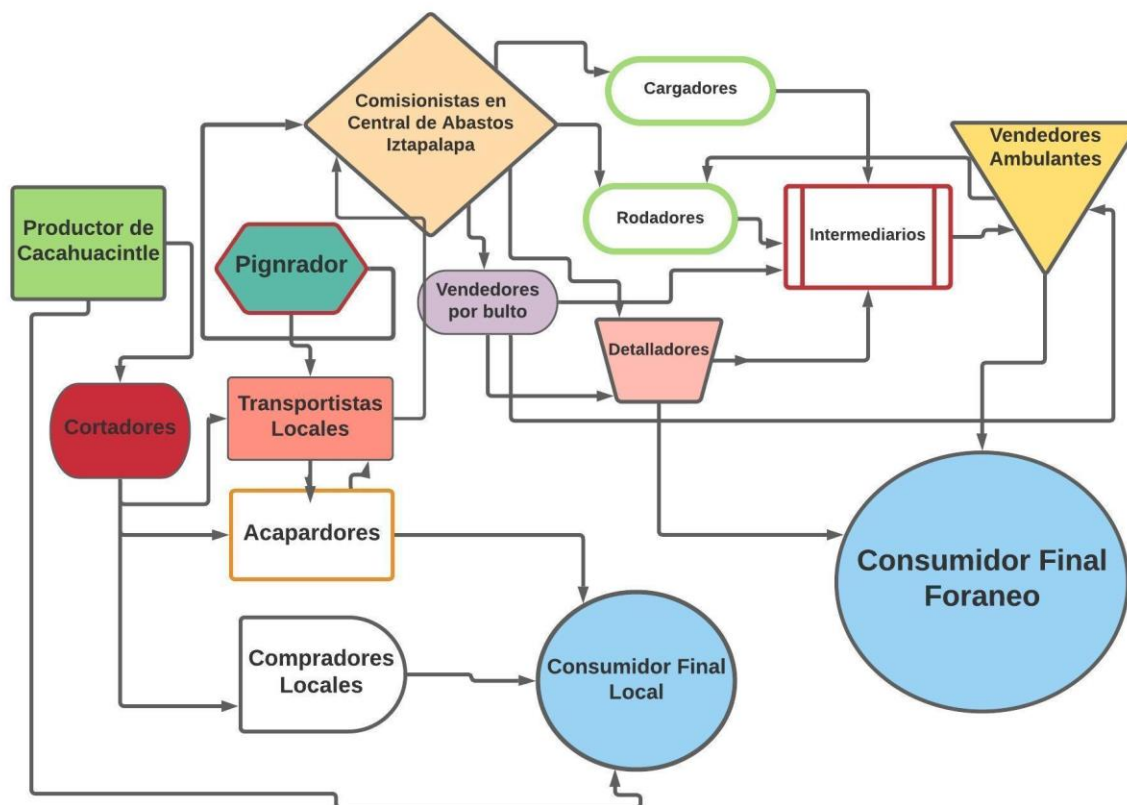 Comisionistas en
Central de Abastos
Iztapalapa
Cargadores
Vendedores
Ambulantes
Productor de
Cacahuacintle
Pignrador
Rodadores
Intermediarios
Vendedores
por bulto
Detalladores
Cortadores
Transportistas
Locales
Acapardores
Consumidor Final
Foraneo
Compradores
Locales
Consumidor Final
Local